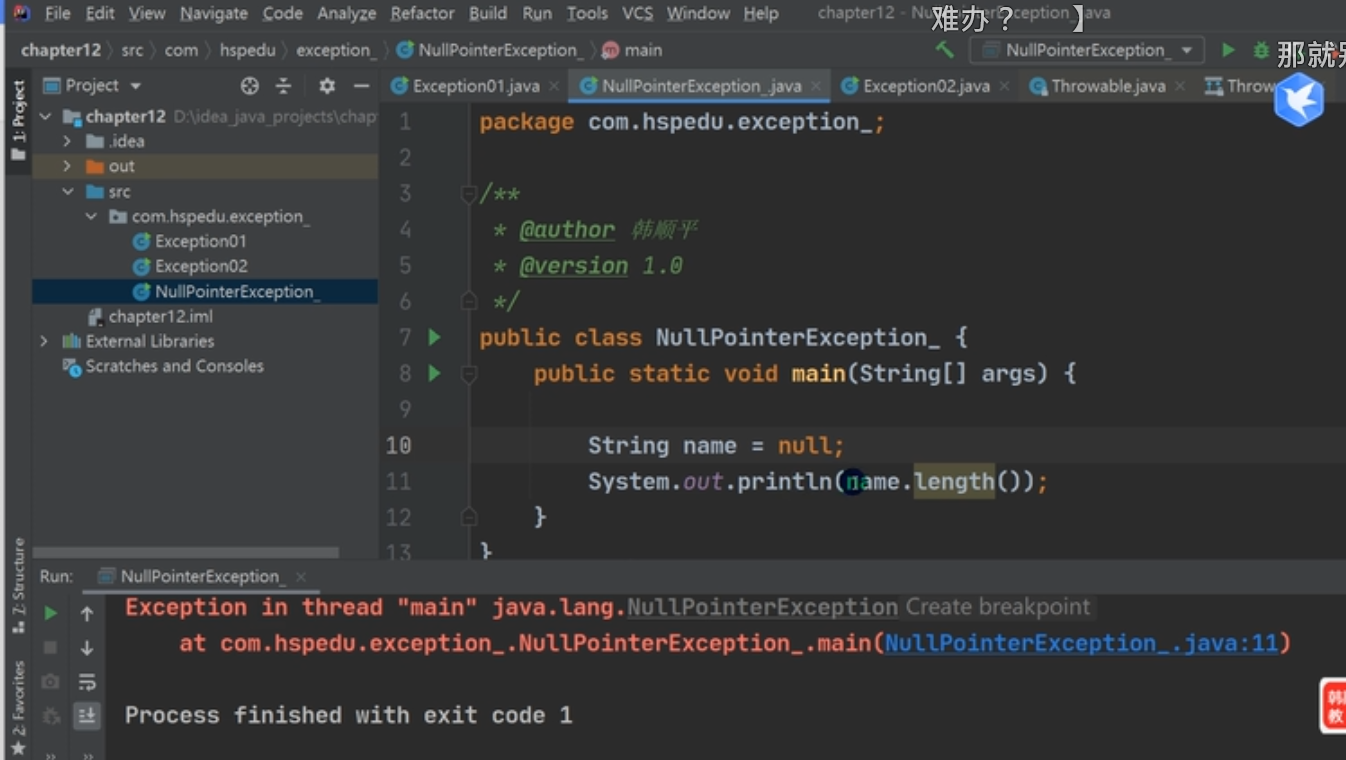 File Edit View Navigate Code Analyze Refactor Build Run Tools VCS Window Help chapter12 - 
难办？ 】
chapter12 src com hspedu exception_ NullPointerException_ main NullPointerException_
那就
1: Project
Project
Exception01.java NullPointerException_.java Exception02.java Throwable.java Throw
chapter12 D:\idea_java_projects\chap
.idea
out
src
com.hspedu.exception_
Exception01
Exception02
NullPointerException_
chapter12.iml
External Libraries
Scratches and Consoles
1 package com.hspedu.exception_;
2
3 /**
4 * @author 韩顺平
5 * @version 1.0
6 */
7 public class NullPointerException_ {
8 public static void main(String[] args) {
9
10 String name = null;
11 System.out.println(name.length());
12 }
13 }
Z: Structure
2: Favorites
Run: NullPointerException_
Exception in thread "main" java.lang.NullPointerException Create breakpoint
at com.hspedu.exception_.NullPointerException_.main(NullPointerException_.java:11)
Process finished with exit code 1